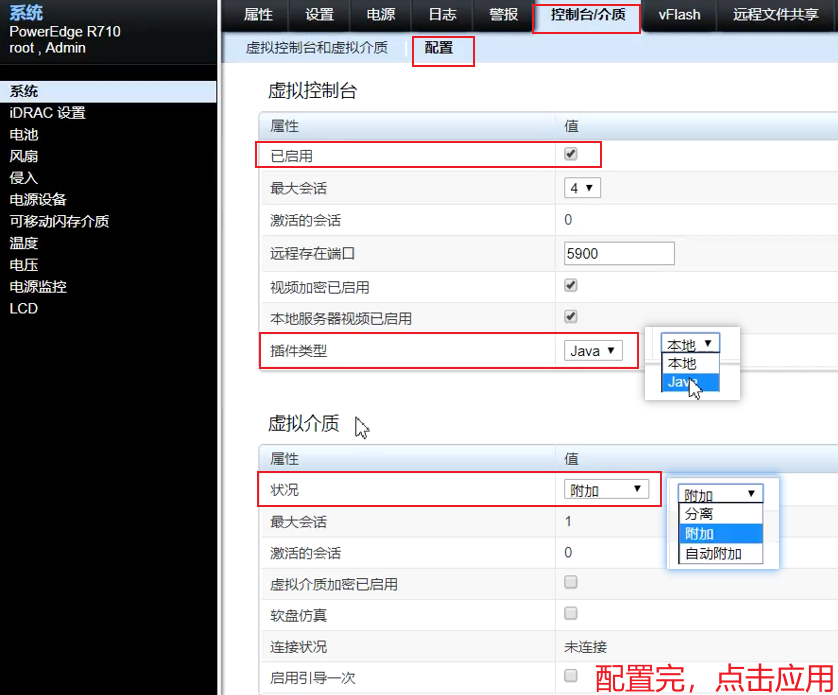 系统
PowerEdge R710
root , Admin
属性 设置 电源 日志 警报 控制台/介质 vFlash 远程文件共享
虚拟控制台和虚拟介质 配置
系统
iDRAC 设置
电池
风扇
侵入
电源设备
可移动闪存介质
温度
电压
电源监控
LCD
虚拟控制台
属性 值
已启用
最大会话 4
激活的会话 0
远程存在端口 5900
视频加密已启用
本地服务器视频已启用
插件类型 Java
本地
本地
Java
虚拟介质
属性 值
状况 附加
附加
分离
附加
自动附加
最大会话 1
激活的会话 0
虚拟介质加密已启用
软盘仿真
连接状况 未连接
启用引导一次
配置完，点击应用